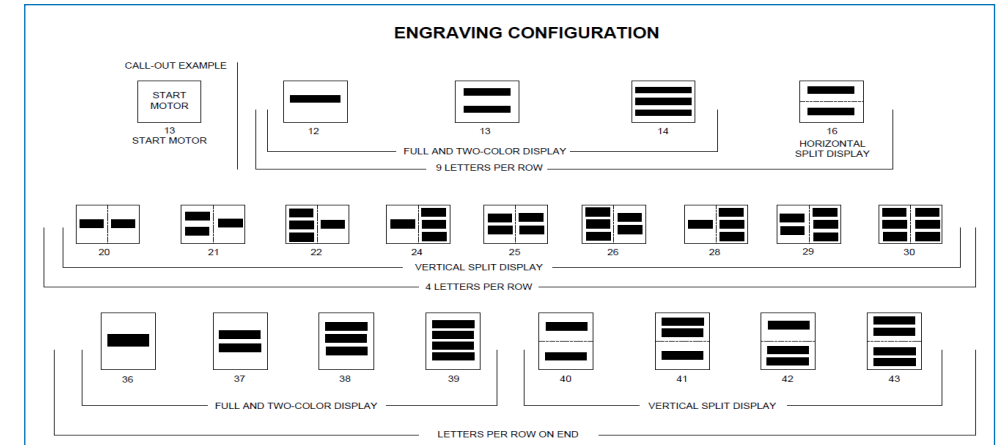 ENGRAVING CONFIGURATION
CALL-OUT EXAMPLE
START
MOTOR
13
START MOTOR
12
13
14
16
HORIZONTAL
SPLIT DISPLAY
FULL AND TWO-COLOR DISPLAY
9 LETTERS PER ROW
20
21
22
24
25
26
28
29
30
VERTICAL SPLIT DISPLAY
4 LETTERS PER ROW
36
37
38
39
40
41
42
43
FULL AND TWO-COLOR DISPLAY
VERTICAL SPLIT DISPLAY
LETTERS PER ROW ON END